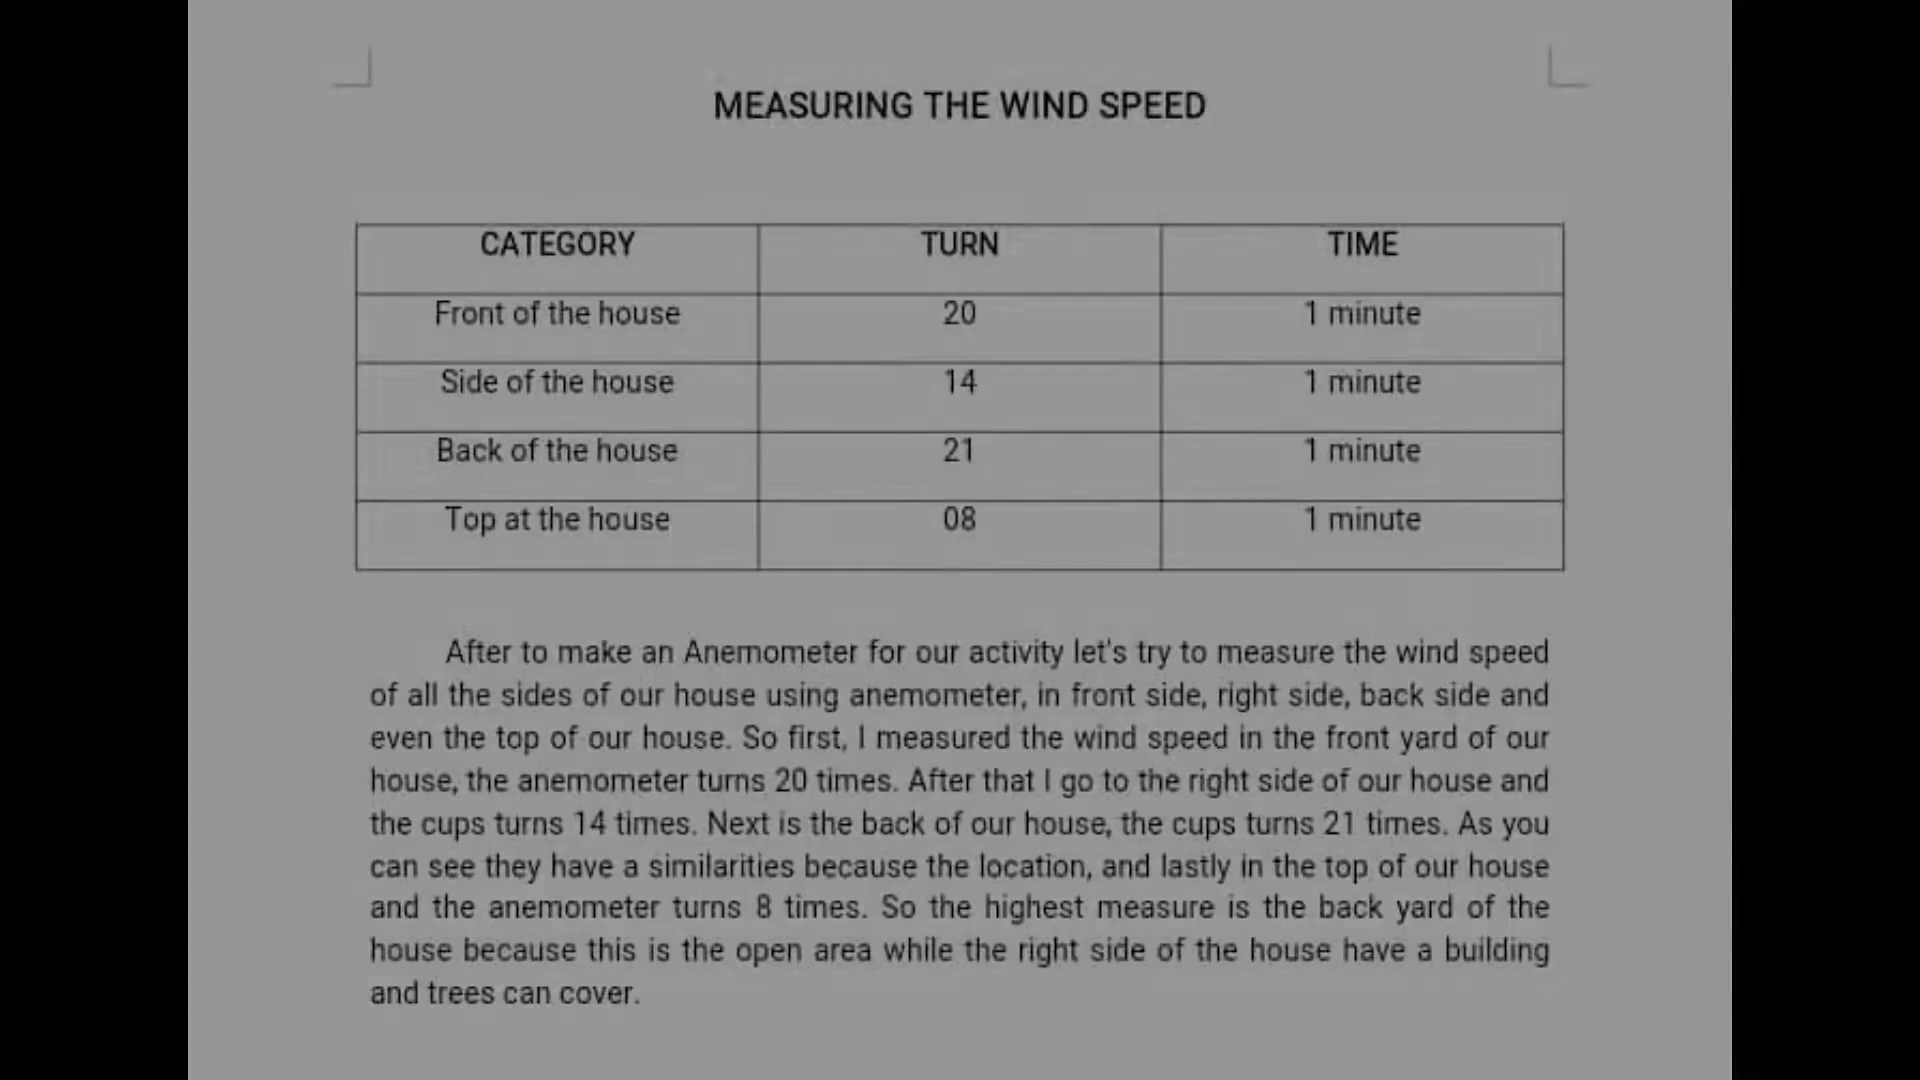 MEASURING THE WIND SPEED
CATEGORY TURN TIME
Front of the house 20 1 minute
Side of the house 14 1 minute
Back of the house 21 1 minute
Top at the house 08 1 minute
After to make an Anemometer for our activity let's try to measure the wind speed
of all the sides of our house using anemometer, in front side, right side, back side and
even the top of our house. So first, I measured the wind speed in the front yard of our
house, the anemometer turns 20 times. After that I go to the right side of our house and
the cups turns 14 times. Next is the back of our house, the cups turns 21 times. As you
can see they have a similarities because the location, and lastly in the top of our house
and the anemometer turns 8 times. So the highest measure is the back yard of the
house because this is the open area while the right side of the house have a building
and trees can cover.